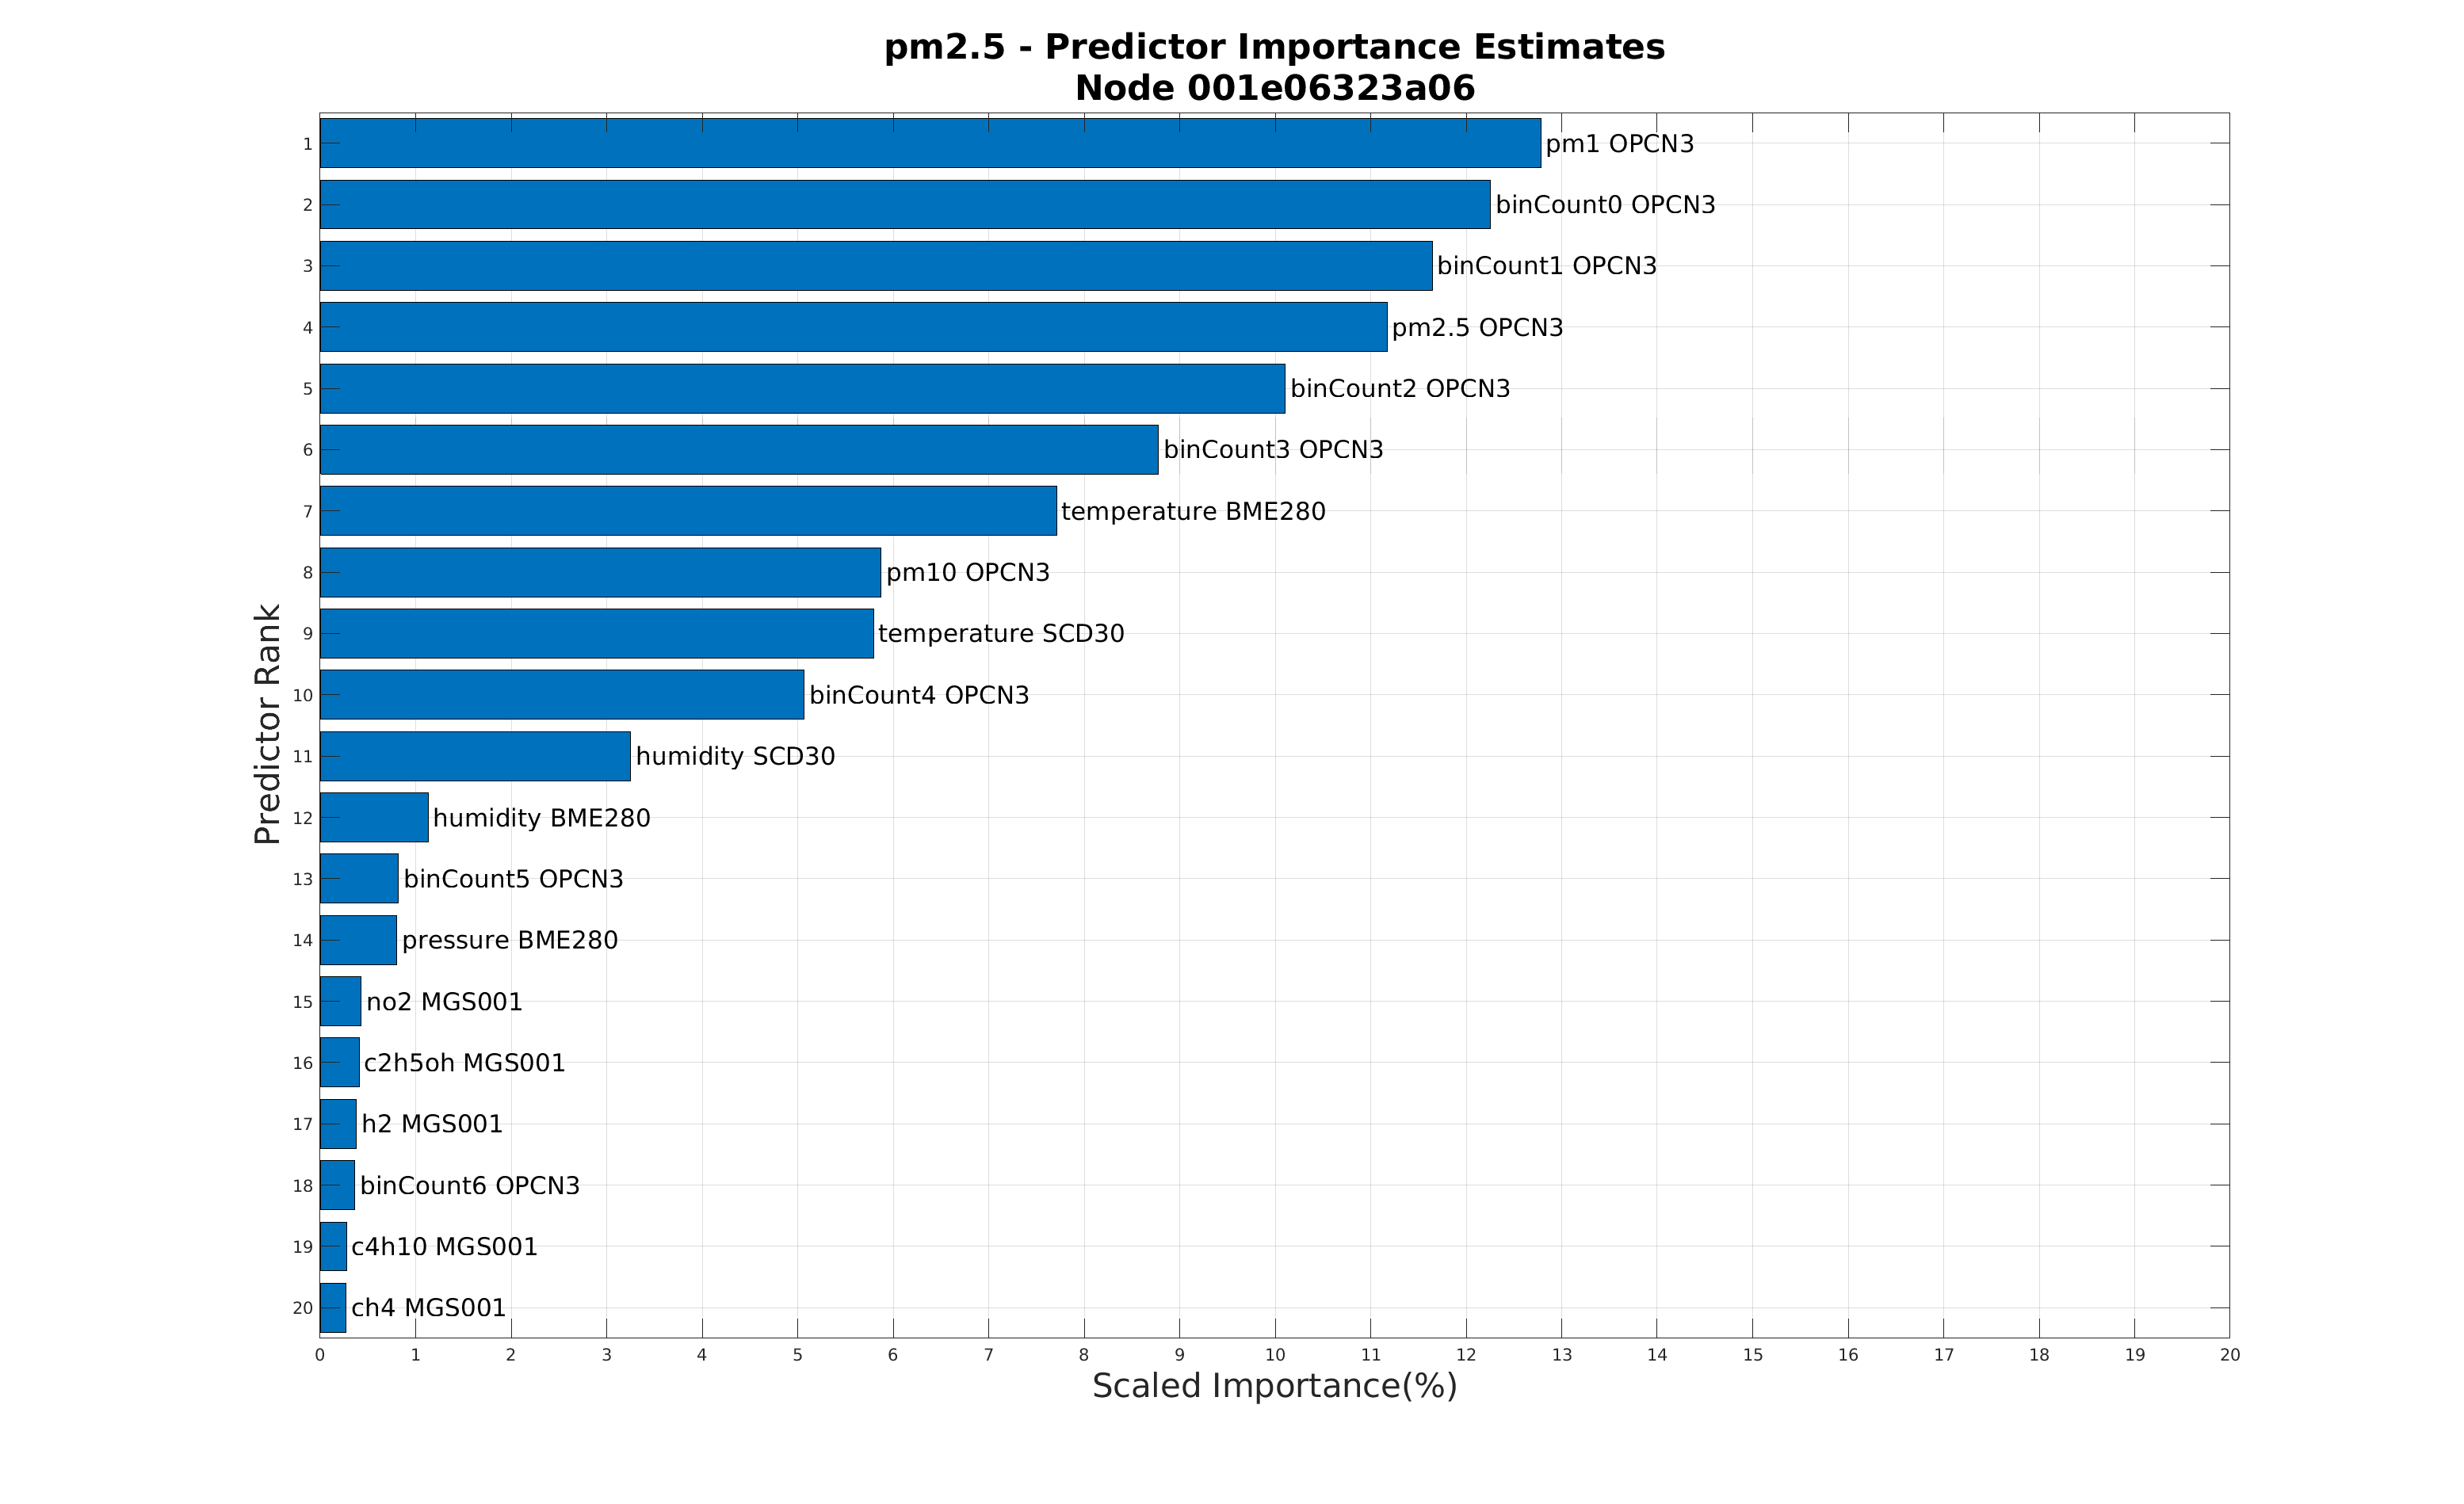 pm2.5 - Predictor Importance Estimates
Node 001e06323a06
Predictor Rank
1 pm1 OPCN3
2 binCount0 OPCN3
3 binCount1 OPCN3
4 pm2.5 OPCN3
5 binCount2 OPCN3
6 binCount3 OPCN3
7 temperature BME280
8 pm10 OPCN3
9 temperature SCD30
10 binCount4 OPCN3
11 humidity SCD30
12 humidity BME280
13 binCount5 OPCN3
14 pressure BME280
15 no2 MGS001
16 c2h5oh MGS001
17 h2 MGS001
18 binCount6 OPCN3
19 c4h10 MGS001
20 ch4 MGS001
0 1 2 3 4 5 6 7 8 9 10 11 12 13 14 15 16 17 18 19 20
Scaled Importance(%)